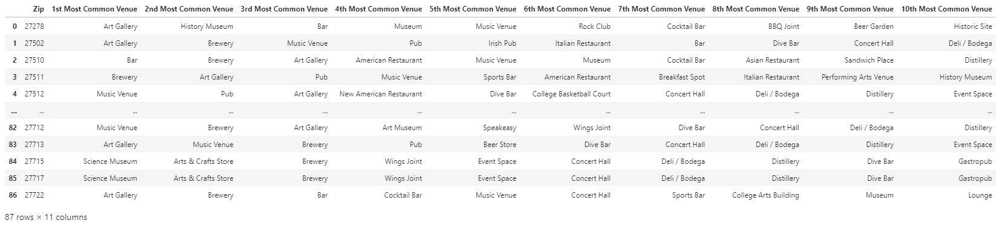 Zip 1st Most Common Venue 2nd Most Common Venue 3rd Most Common Venue 4th Most Common Venue 5th Most Common Venue 6th Most Common Venue 7th Most Common Venue 8th Most Common Venue 9th Most Common Venue 10th Most Common Venue
0 27278 Art Gallery History Museum Bar Museum Music Venue Rock Club Cocktail Bar BBQ Joint Beer Garden Historic Site
1 27502 Art Gallery Brewery Music Venue Pub Irish Pub Italian Restaurant Bar Dive Bar Concert Hall Deli / Bodega
2 27510 Bar Brewery Art Gallery American Restaurant Music Venue Museum Cocktail Bar Asian Restaurant Sandwich Place Distillery
3 27511 Brewery Art Gallery Pub Music Venue Sports Bar American Restaurant Breakfast Spot Italian Restaurant Performing Arts Venue History Museum
4 27512 Music Venue Pub Art Gallery New American Restaurant Dive Bar College Basketball Court Concert Hall Deli / Bodega Distillery Event Space
... ... ... ... ... ... ... ... ... ... ... ...
82 27712 Music Venue Brewery Art Gallery Art Museum Speakeasy Wings Joint Dive Bar Concert Hall Deli / Bodega Distillery
83 27713 Art Gallery Music Venue Brewery Pub Beer Store Dive Bar Concert Hall Deli / Bodega Distillery Event Space
84 27715 Science Museum Arts & Crafts Store Brewery Wings Joint Event Space Concert Hall Deli / Bodega Distillery Dive Bar Gastropub
85 27717 Science Museum Arts & Crafts Store Brewery Wings Joint Event Space Concert Hall Deli / Bodega Distillery Dive Bar Gastropub
86 27722 Art Gallery Brewery Bar Cocktail Bar Music Venue Concert Hall Sports Bar College Arts Building Museum Lounge
87 rows × 11 columns